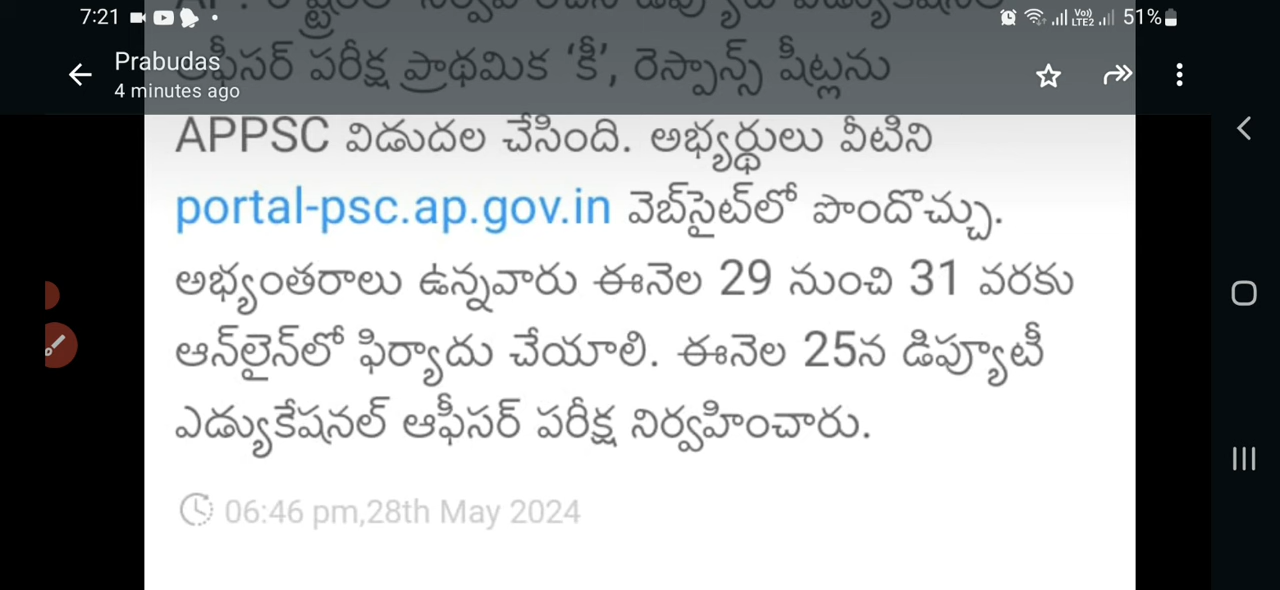 7:21 Vo)) LTE2 51%
Prabudas
4 minutes ago
ఆఫీసర్ పరీక్ష ప్రాథమిక ‘కీ’, రెస్పాన్స్ షీట్లను
APPSC విడుదల చేసింది. అభ్యర్థులు వీటిని
portal-psc.ap.gov.in వెబ్‌సైట్‌లో పొందొచ్చు.
అభ్యంతరాలు ఉన్నవారు ఈనెల 29 నుంచి 31 వరకు
ఆన్‌లైన్‌లో ఫిర్యాదు చేయాలి. ఈనెల 25న డిప్యూటీ
ఎడ్యుకేషనల్ ఆఫీసర్ పరీక్ష నిర్వహించారు.
06:46 pm,28th May 2024